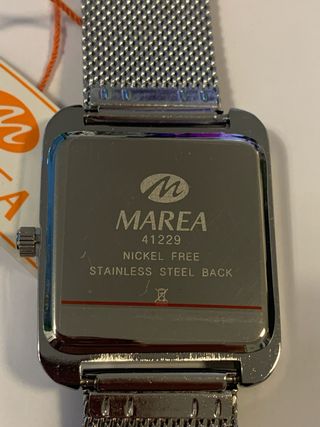 M
MAREA
41229
NICKEL FREE
STAINLESS STEEL BACK
M
A